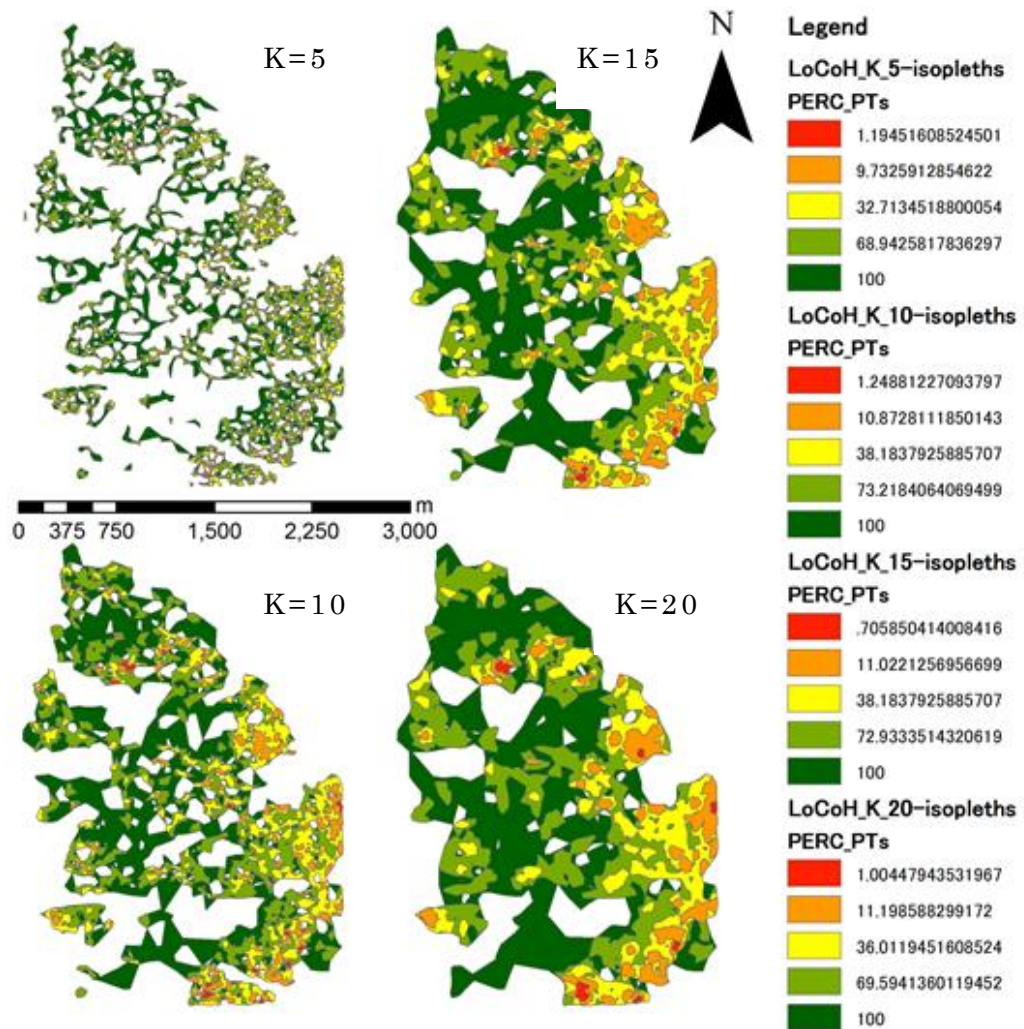 K=5
K=15
N
0 375 750 1,500 2,250 3,000 m
K=10
K=20
Legend
LoCoH_K_5-isopleths
PERC_PTs
1.19451608524501
9.7325912854622
32.7134518800054
68.9425817836297
100
LoCoH_K_10-isopleths
PERC_PTs
1.24881227093797
10.8728111850143
38.1837925885707
73.2184064069499
100
LoCoH_K_15-isopleths
PERC_PTs
.705850414008416
11.0221256956699
38.1837925885707
72.9333514320619
100
LoCoH_K_20-isopleths
PERC_PTs
1.00447943531967
11.198588299172
36.0119451608524
69.5941360119452
100